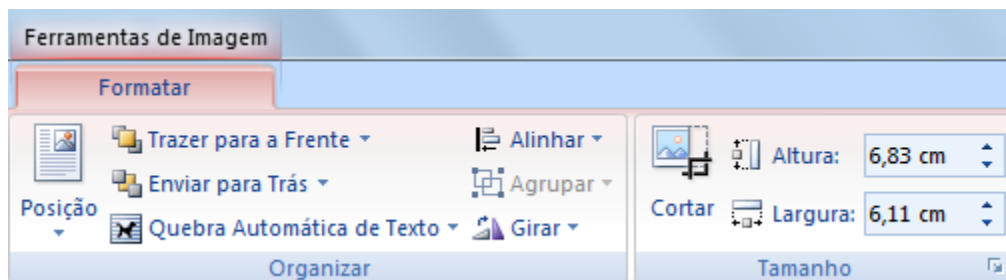 Ferramentas de Imagem
Formatar
Posição
Trazer para a Frente
Enviar para Trás
Quebra Automática de Texto
Alinhar
Agrupar
Girar
Organizar
Cortar
Altura: 6,83 cm
Largura: 6,11 cm
Tamanho